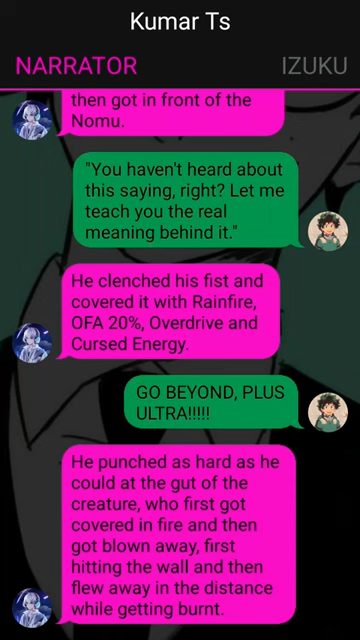 Kumar Ts
NARRATOR
IZUKU
then got in front of the
Nomu.
"You haven't heard about
this saying, right? Let me
teach you the real
meaning behind it."
He clenched his fist and
covered it with Rainfire,
OFA 20%, Overdrive and
Cursed Energy.
GO BEYOND, PLUS
ULTRA!!!!!
He punched as hard as he
could at the gut of the
creature, who first got
covered in fire and then
got blown away, first
hitting the wall and then
flew away in the distance
while getting burnt.